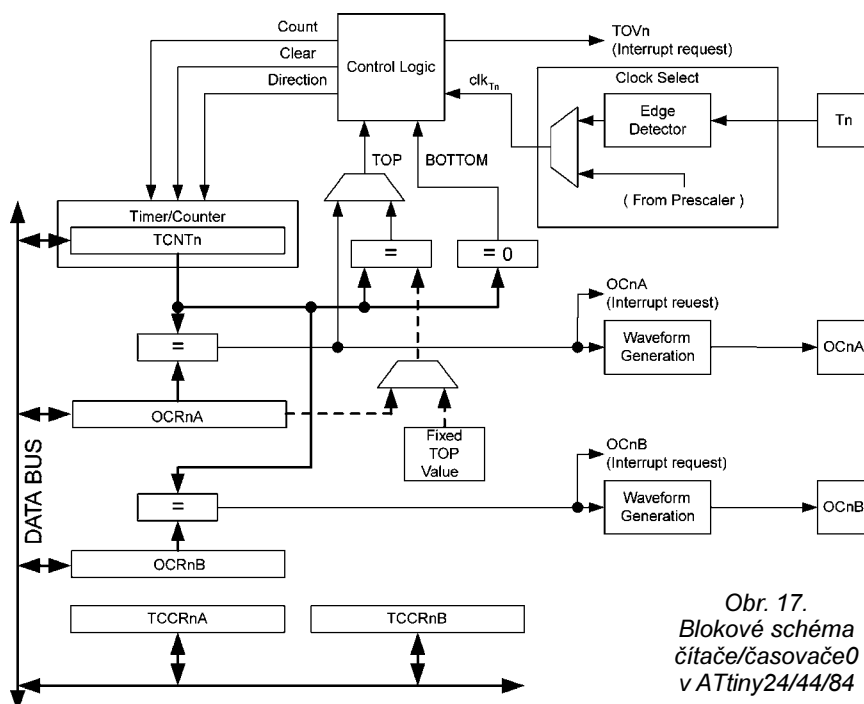 Count
Clear
Direction
Control Logic
TOVn
(Interrupt request)
clkTn
Clock Select
Edge
Detector
Tn
( From Prescaler )
TOP
BOTTOM
Timer/Counter
TCNTn
=
= 0
=
OCnA
(Interrupt reuest)
Waveform
Generation
OCnA
OCRnA
Fixed
TOP
Value
DATA BUS
=
OCnB
(Interrupt request)
Waveform
Generation
OCnB
OCRnB
TCCRnA
TCCRnB
Obr. 17.
Blokové schéma
čítače/časovače0
v ATtiny24/44/84